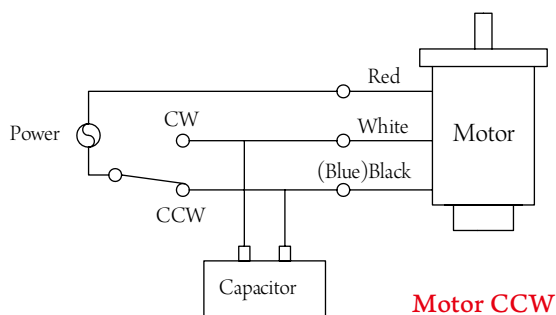 Red
Power
CW
White
Motor
(Blue)Black
CCW
Capacitor
Motor CCW